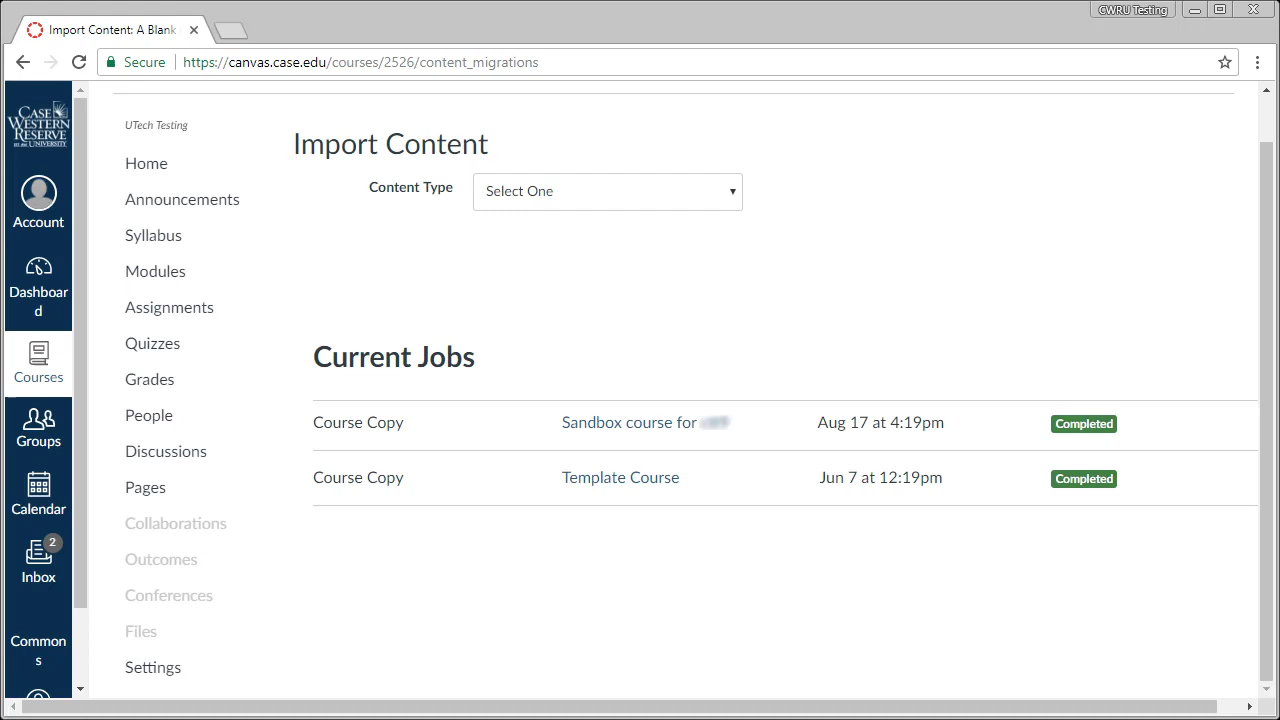 CWRU Testing
Import Content: A Blank
Secure
https://canvas.case.edu/courses/2526/content_migrations
CASE
WESTERN
RESERVE
UNIVERSITY
Account
Dashboar
d
Courses
Groups
Calendar
2
Inbox
Common
s
UTech Testing
Home
Announcements
Syllabus
Modules
Assignments
Quizzes
Grades
People
Discussions
Pages
Collaborations
Outcomes
Conferences
Files
Settings
Import Content
Content Type Select One
Current Jobs
Course Copy Sandbox course for Aug 17 at 4:19pm Completed
Course Copy Template Course Jun 7 at 12:19pm Completed